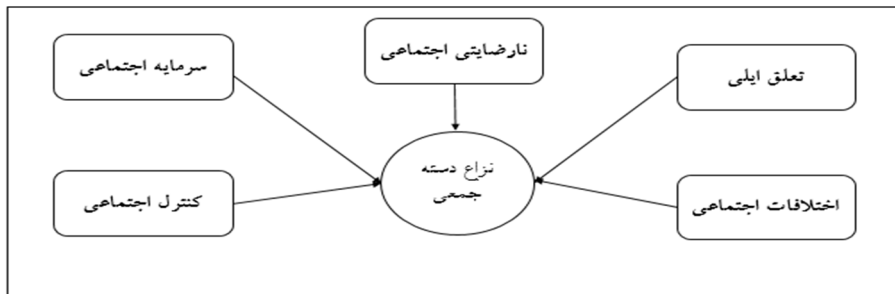 نارضایتی اجتماعی
تعلق ایلی
سرمایه اجتماعی
نزاع دسته
جمعی
اختلافات اجتماعی
کنترل اجتماعی